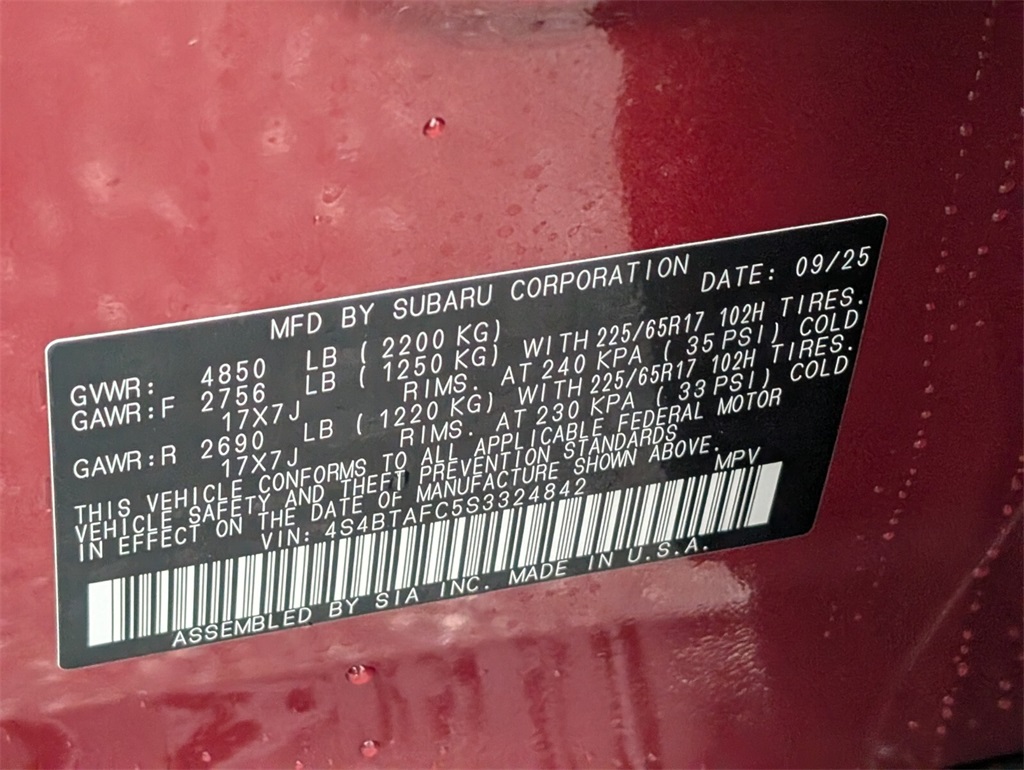 MFD BY SUBARU CORPORATION DATE: 09/25
GVWR: 4850 LB ( 2200 KG)
GAWR:F 2756 LB ( 1250 KG) WITH 225/65R17 102H TIRES.
17X7J RIMS. AT 240 KPA ( 35 PSI) COLD
GAWR:R 2690 LB ( 1220 KG) WITH 225/65R17 102H TIRES.
17X7J RIMS. AT 230 KPA ( 33 PSI) COLD
THIS VEHICLE CONFORMS TO ALL APPLICABLE FEDERAL MOTOR
VEHICLE SAFETY AND THEFT PREVENTION STANDARDS
IN EFFECT ON THE DATE OF MANUFACTURE SHOWN ABOVE.
VIN: 4S4BTAFC5S3324842 MPV
ASSEMBLED BY SIA INC. MADE IN U.S.A.